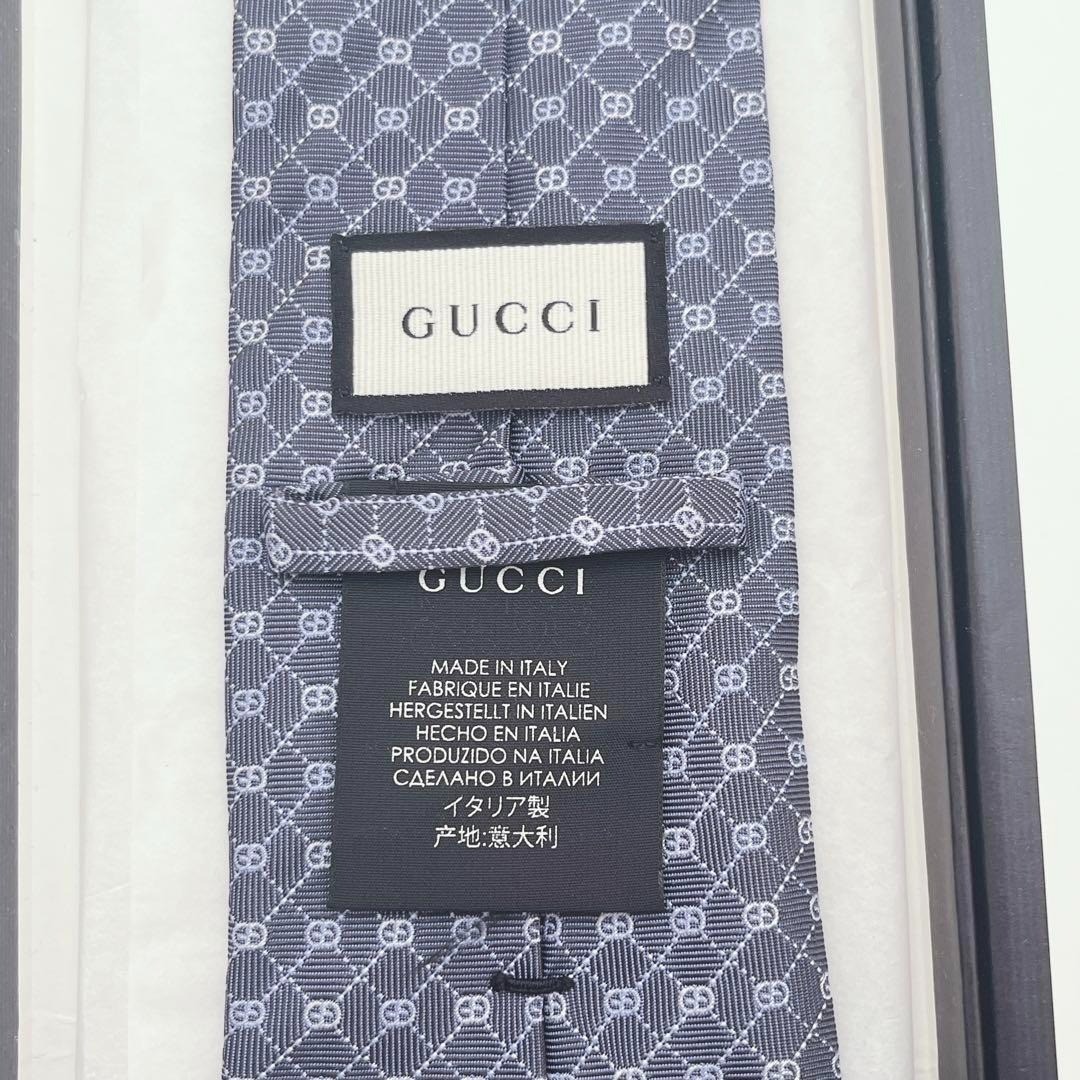 GUCCI
GUCCI
MADE IN ITALY
FABRIQUE EN ITALIE
HERGESTELLT IN ITALIEN
HECHO EN ITALIA
PRODUZIDO NA ITALIA
СДЕЛАНО В ИТАЛИИ
イタリア製
产地:意大利